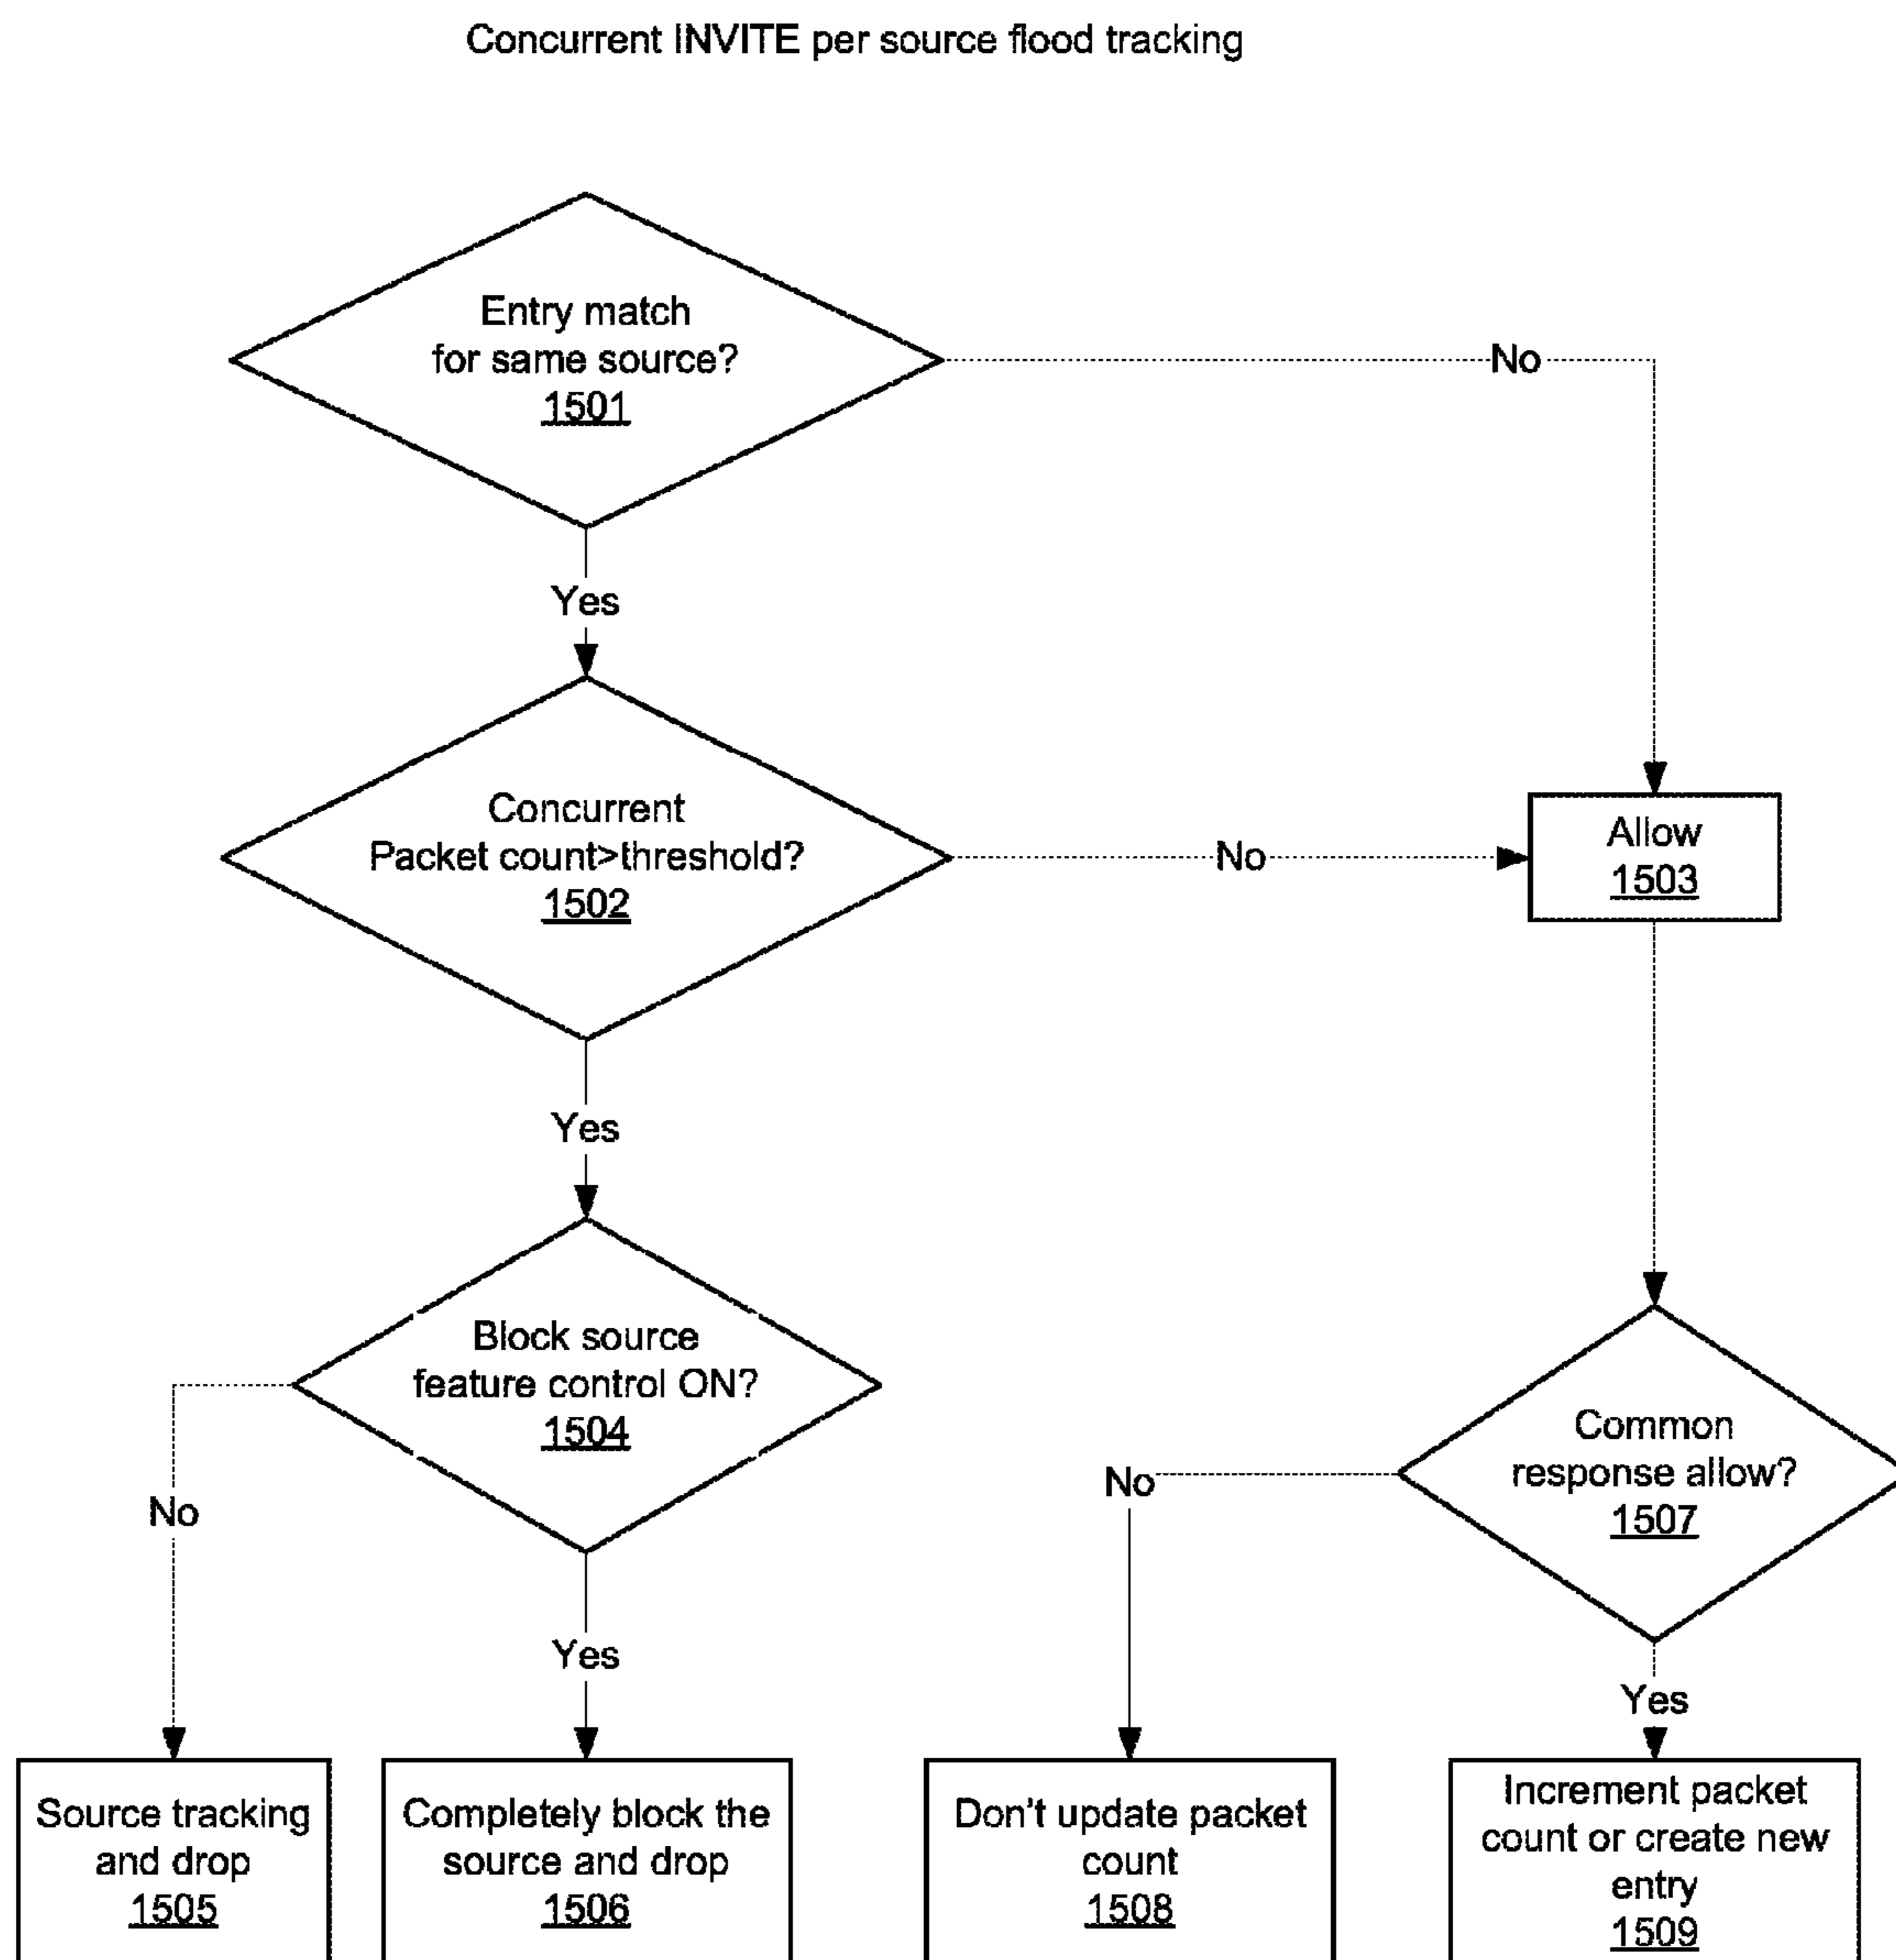 Concurrent INVITE per source flood tracking
Entry match
for same source?
1501
No
Yes
Concurrent
Packet count>threshold?
1502
No
Allow
1503
Yes
Block source
feature control ON?
1504
Common
response allow?
1507
No
No
Yes
Yes
Source tracking
and drop
1505
Completely block the
source and drop
1506
Don't update packet
count
1508
Increment packet
count or create new
entry
1509